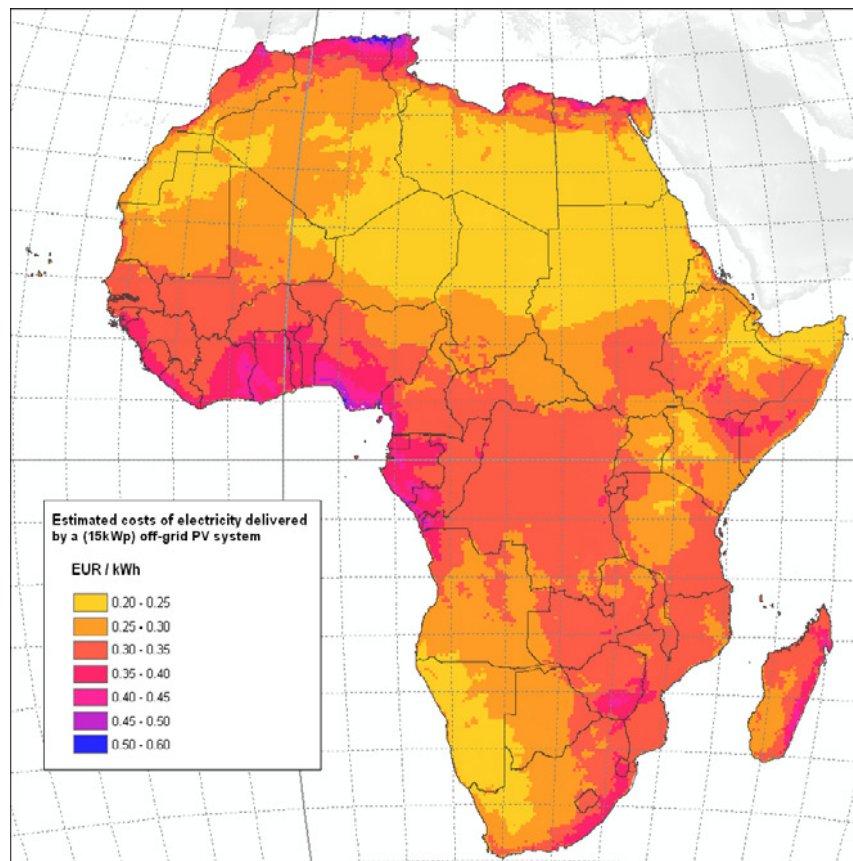 Estimated costs of electricity delivered
by a (15kWp) off-grid PV system
EUR / kWh
0.20 - 0.25
0.25 - 0.30
0.30 - 0.35
0.35 - 0.40
0.40 - 0.45
0.45 - 0.50
0.50 - 0.60